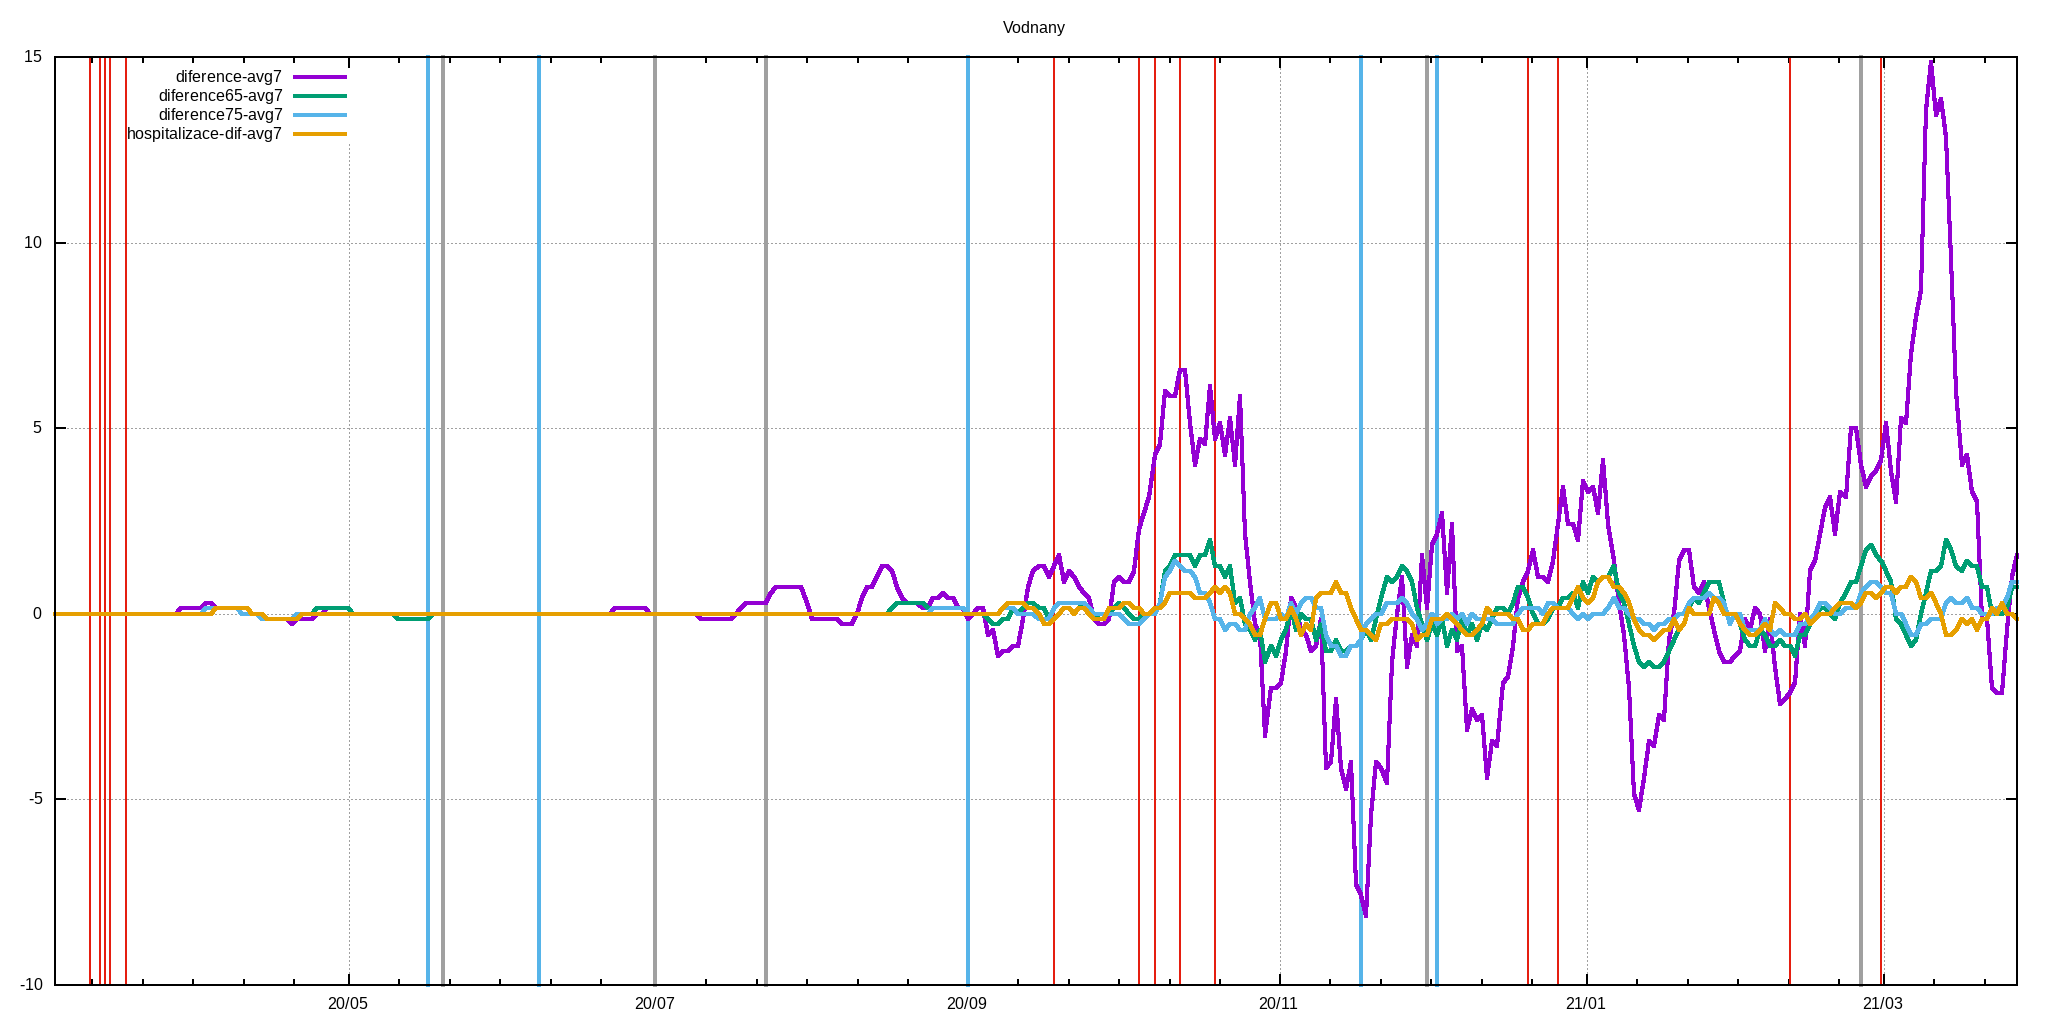 Vodnany
15
diference-avg7
diference65-avg7
diference75-avg7
hospitalizace-dif-avg7
10
5
0
-5
-10
20/05 20/07 20/09 20/11 21/01 21/03